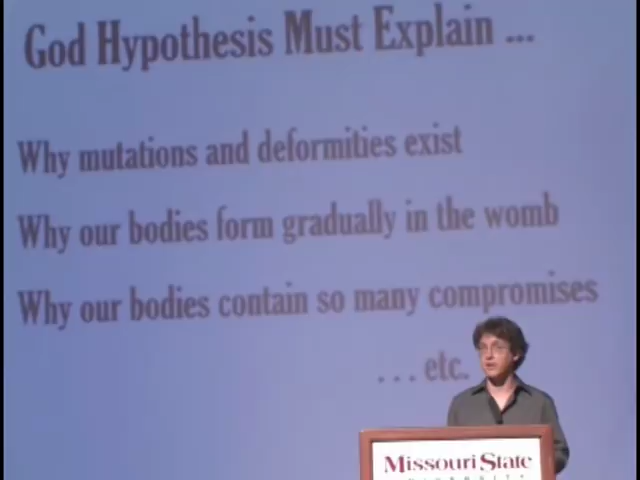 God Hypothesis Must Explain ...
Why mutations and deformities exist
Why our bodies form gradually in the womb
Why our bodies contain so many compromises
... etc.
Missouri State
UNIVERSITY